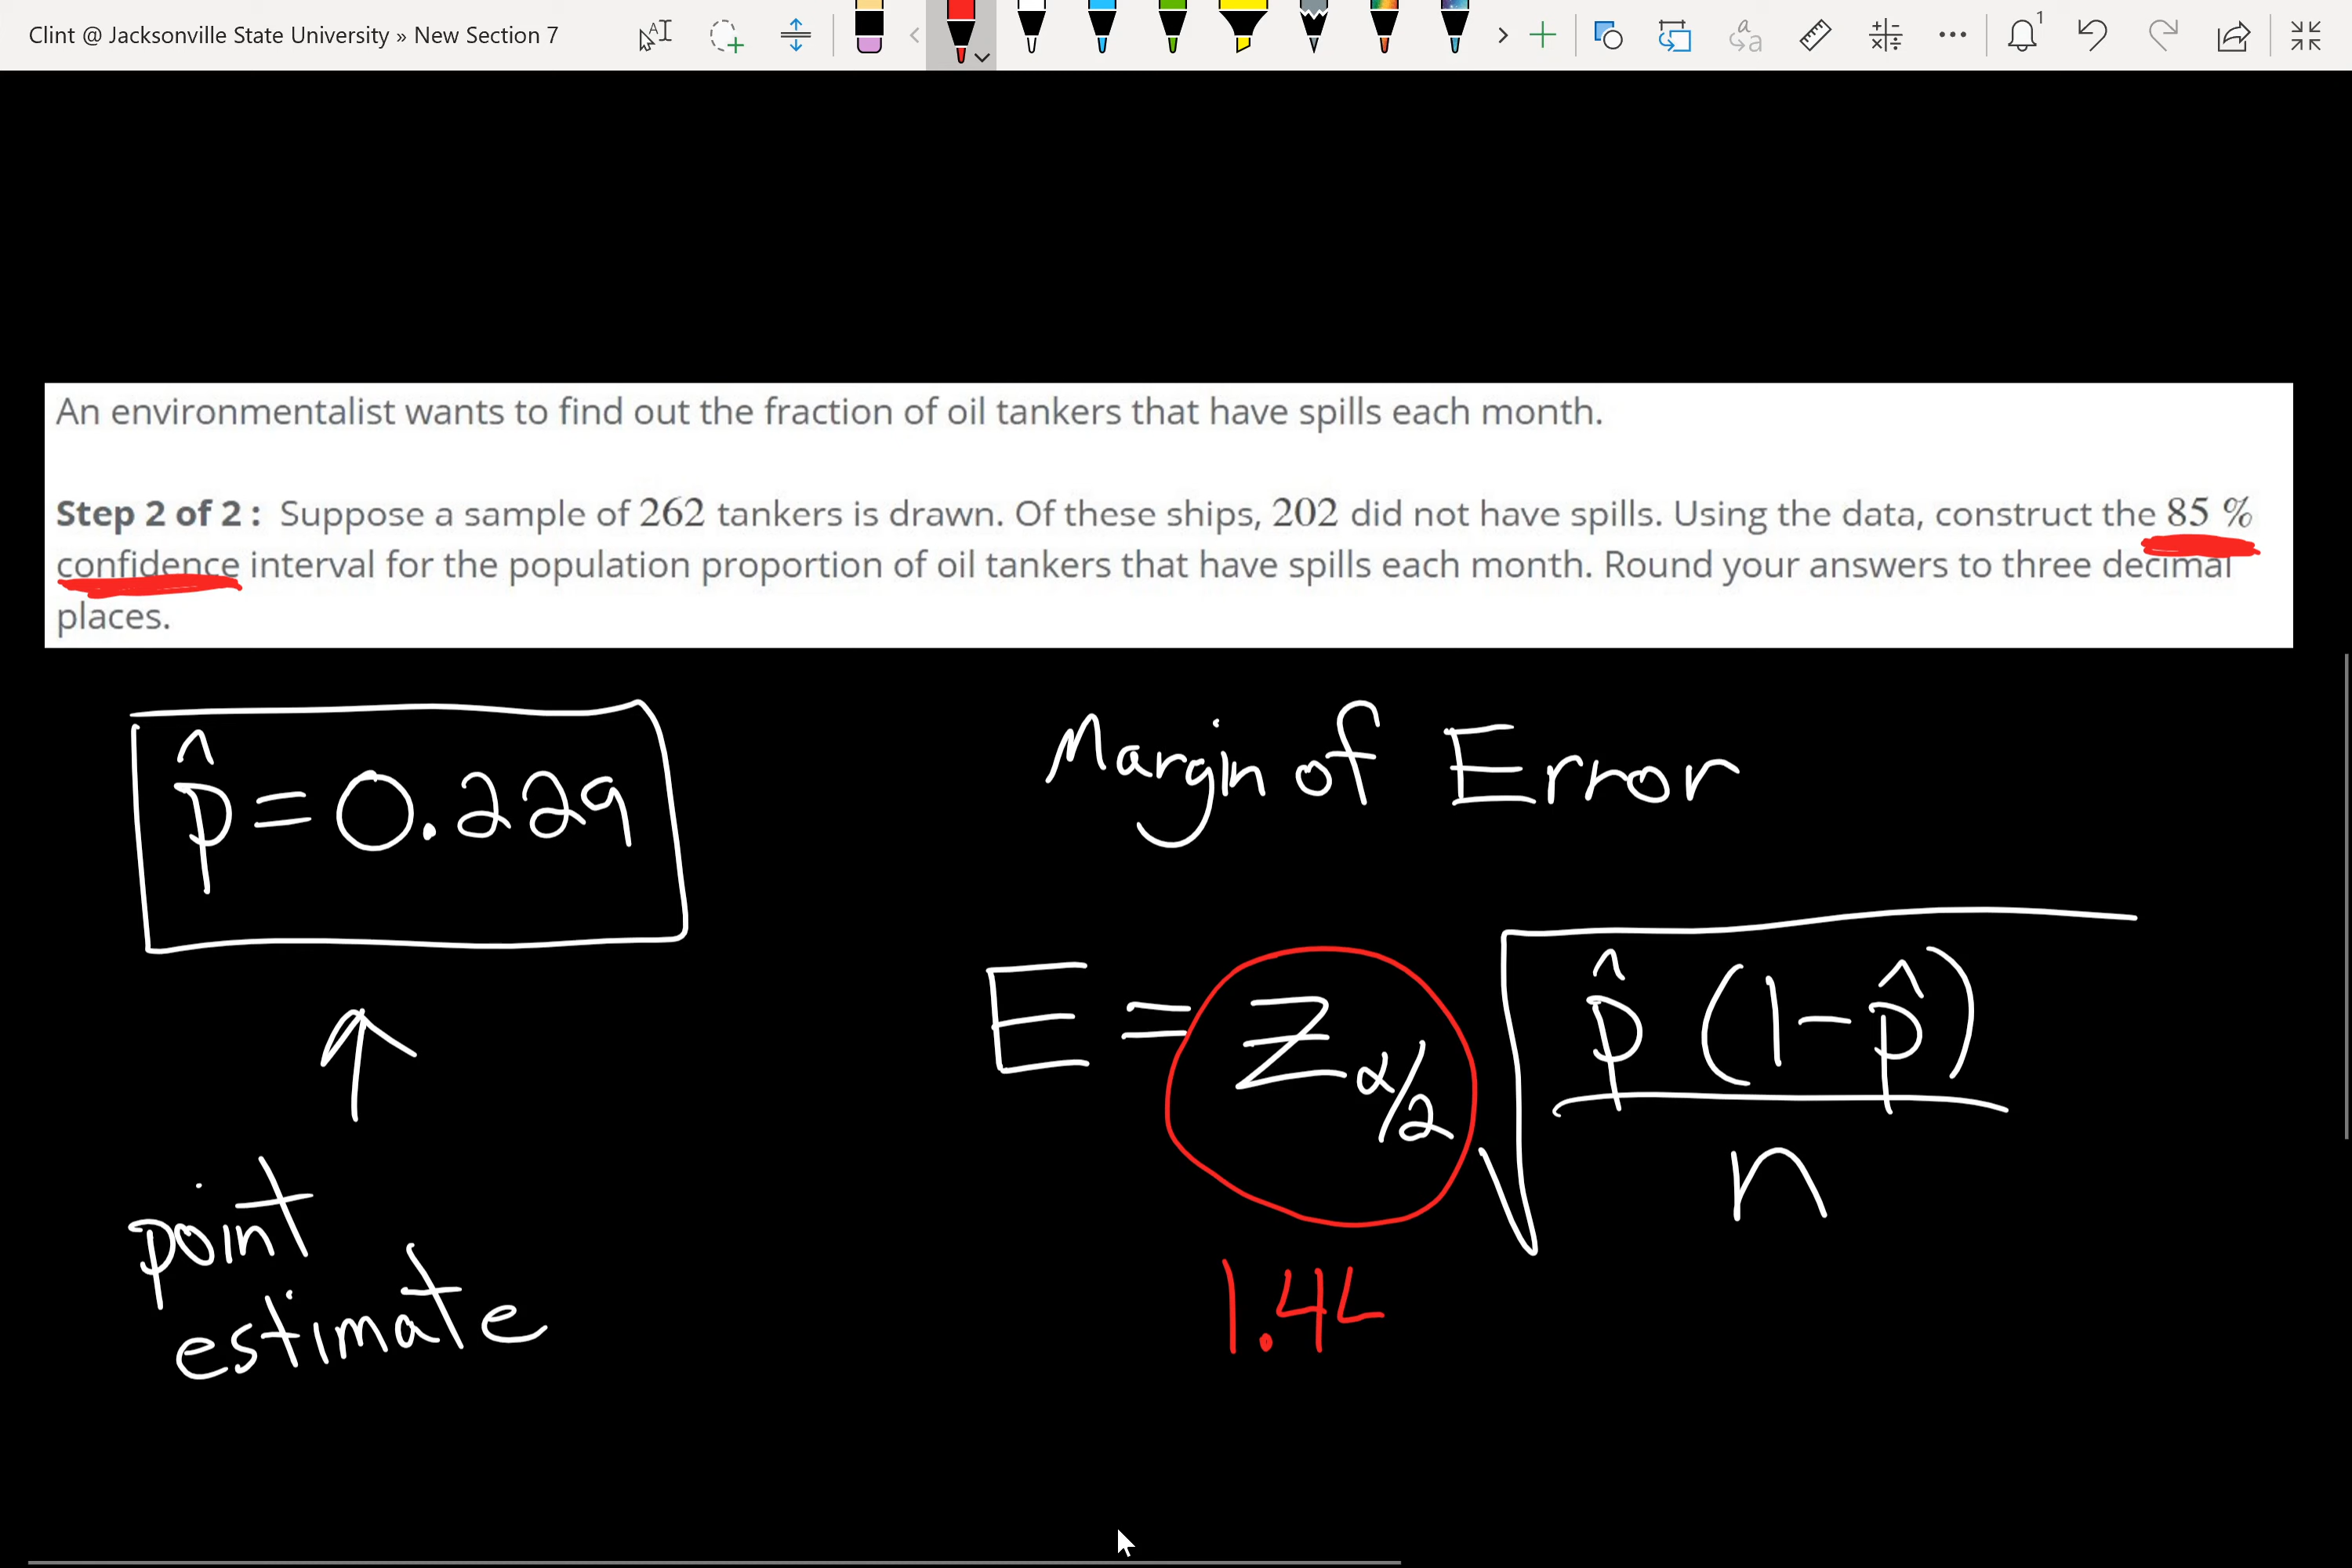 Clint @ Jacksonville State University » New Section 7
1
An environmentalist wants to find out the fraction of oil tankers that have spills each month.
Step 2 of 2 : Suppose a sample of 262 tankers is drawn. Of these ships, 202 did not have spills. Using the data, construct the 85 %
confidence interval for the population proportion of oil tankers that have spills each month. Round your answers to three decimal
places.
p̂ = 0.229
Margin of Error
E = Z α/2 √ p̂ (1-p̂) / n
point
estimate
1.44